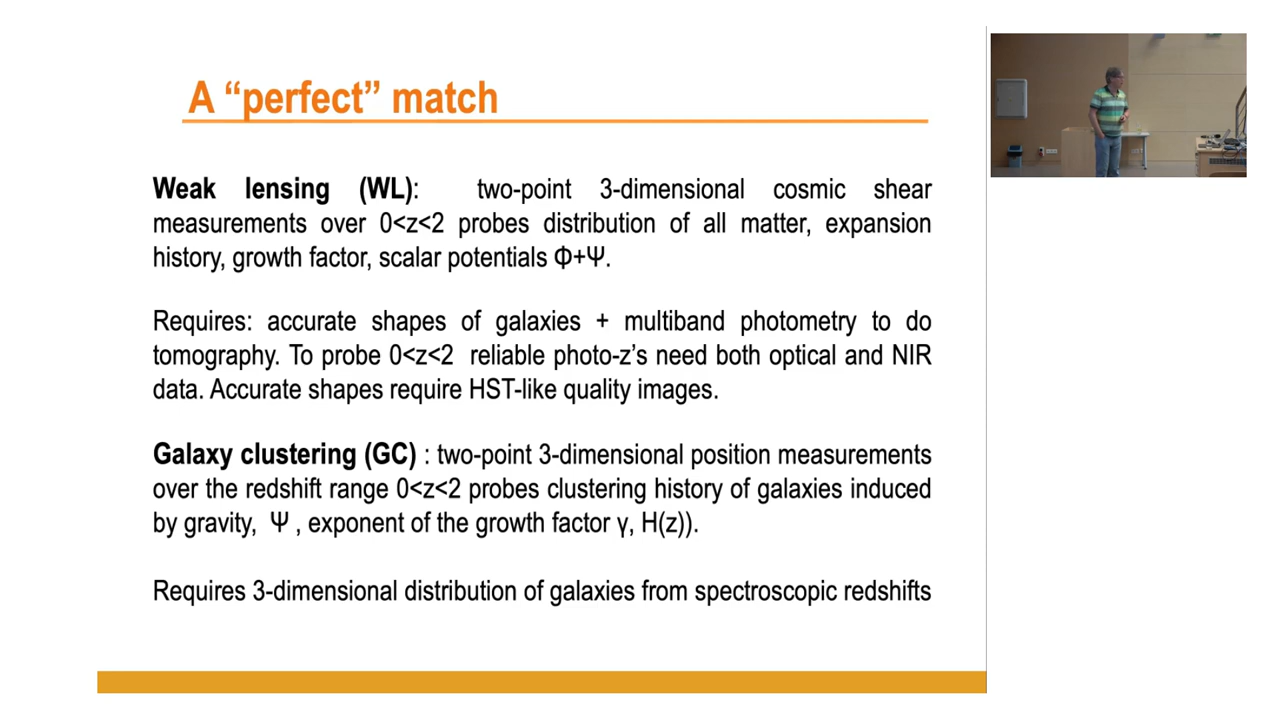 A “perfect” match
Weak lensing (WL): two-point 3-dimensional cosmic shear
measurements over 0<z<2 probes distribution of all matter, expansion
history, growth factor, scalar potentials Φ+Ψ.
Requires: accurate shapes of galaxies + multiband photometry to do
tomography. To probe 0<z<2 reliable photo-z’s need both optical and NIR
data. Accurate shapes require HST-like quality images.
Galaxy clustering (GC) : two-point 3-dimensional position measurements
over the redshift range 0<z<2 probes clustering history of galaxies induced
by gravity, Ψ , exponent of the growth factor γ, H(z)).
Requires 3-dimensional distribution of galaxies from spectroscopic redshifts